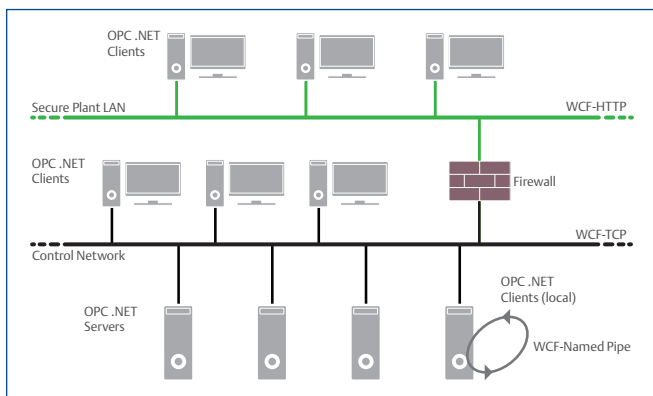 OPC .NET
Clients
Secure Plant LAN
WCF-HTTP
OPC .NET
Clients
Firewall
WCF-TCP
Control Network
OPC .NET
Clients (local)
OPC .NET
Servers
WCF-Named Pipe